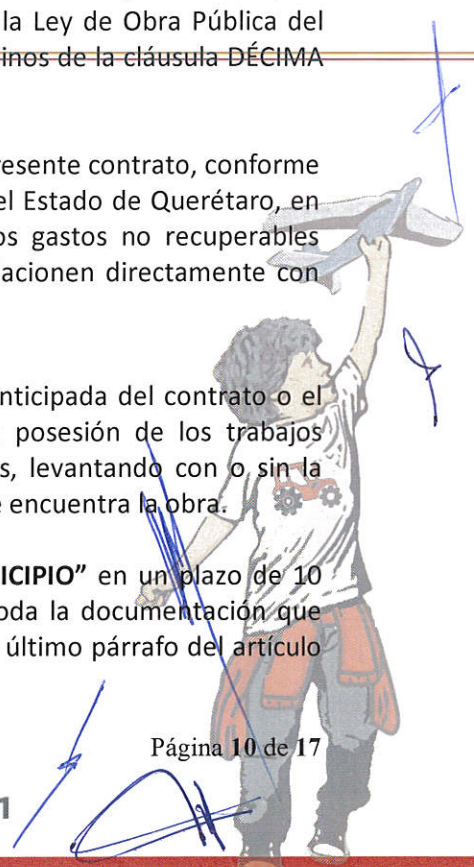 la Ley de Obra Pública del
inos de la cláusula DÉCIMA
resente contrato, conforme
el Estado de Querétaro, en
os gastos no recuperables
acionen directamente con
nticipada del contrato o el
posesión de los trabajos
s, levantando con o sin la
e encuentra la obra.
ICIPIO” en un plazo de 10
oda la documentación que
último párrafo del artículo
Página 10 de 17
1